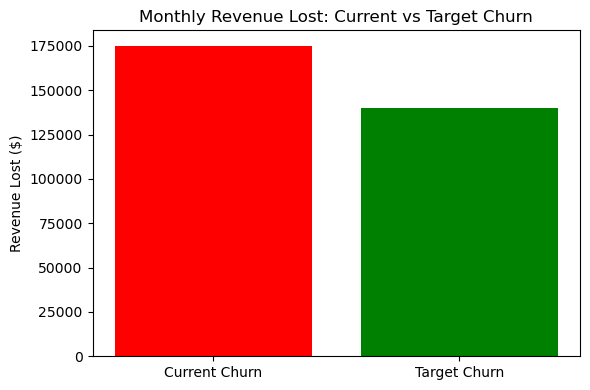 Monthly Revenue Lost: Current vs Target Churn
Revenue Lost ($)
175000
150000
125000
100000
75000
50000
25000
0
Current Churn
Target Churn